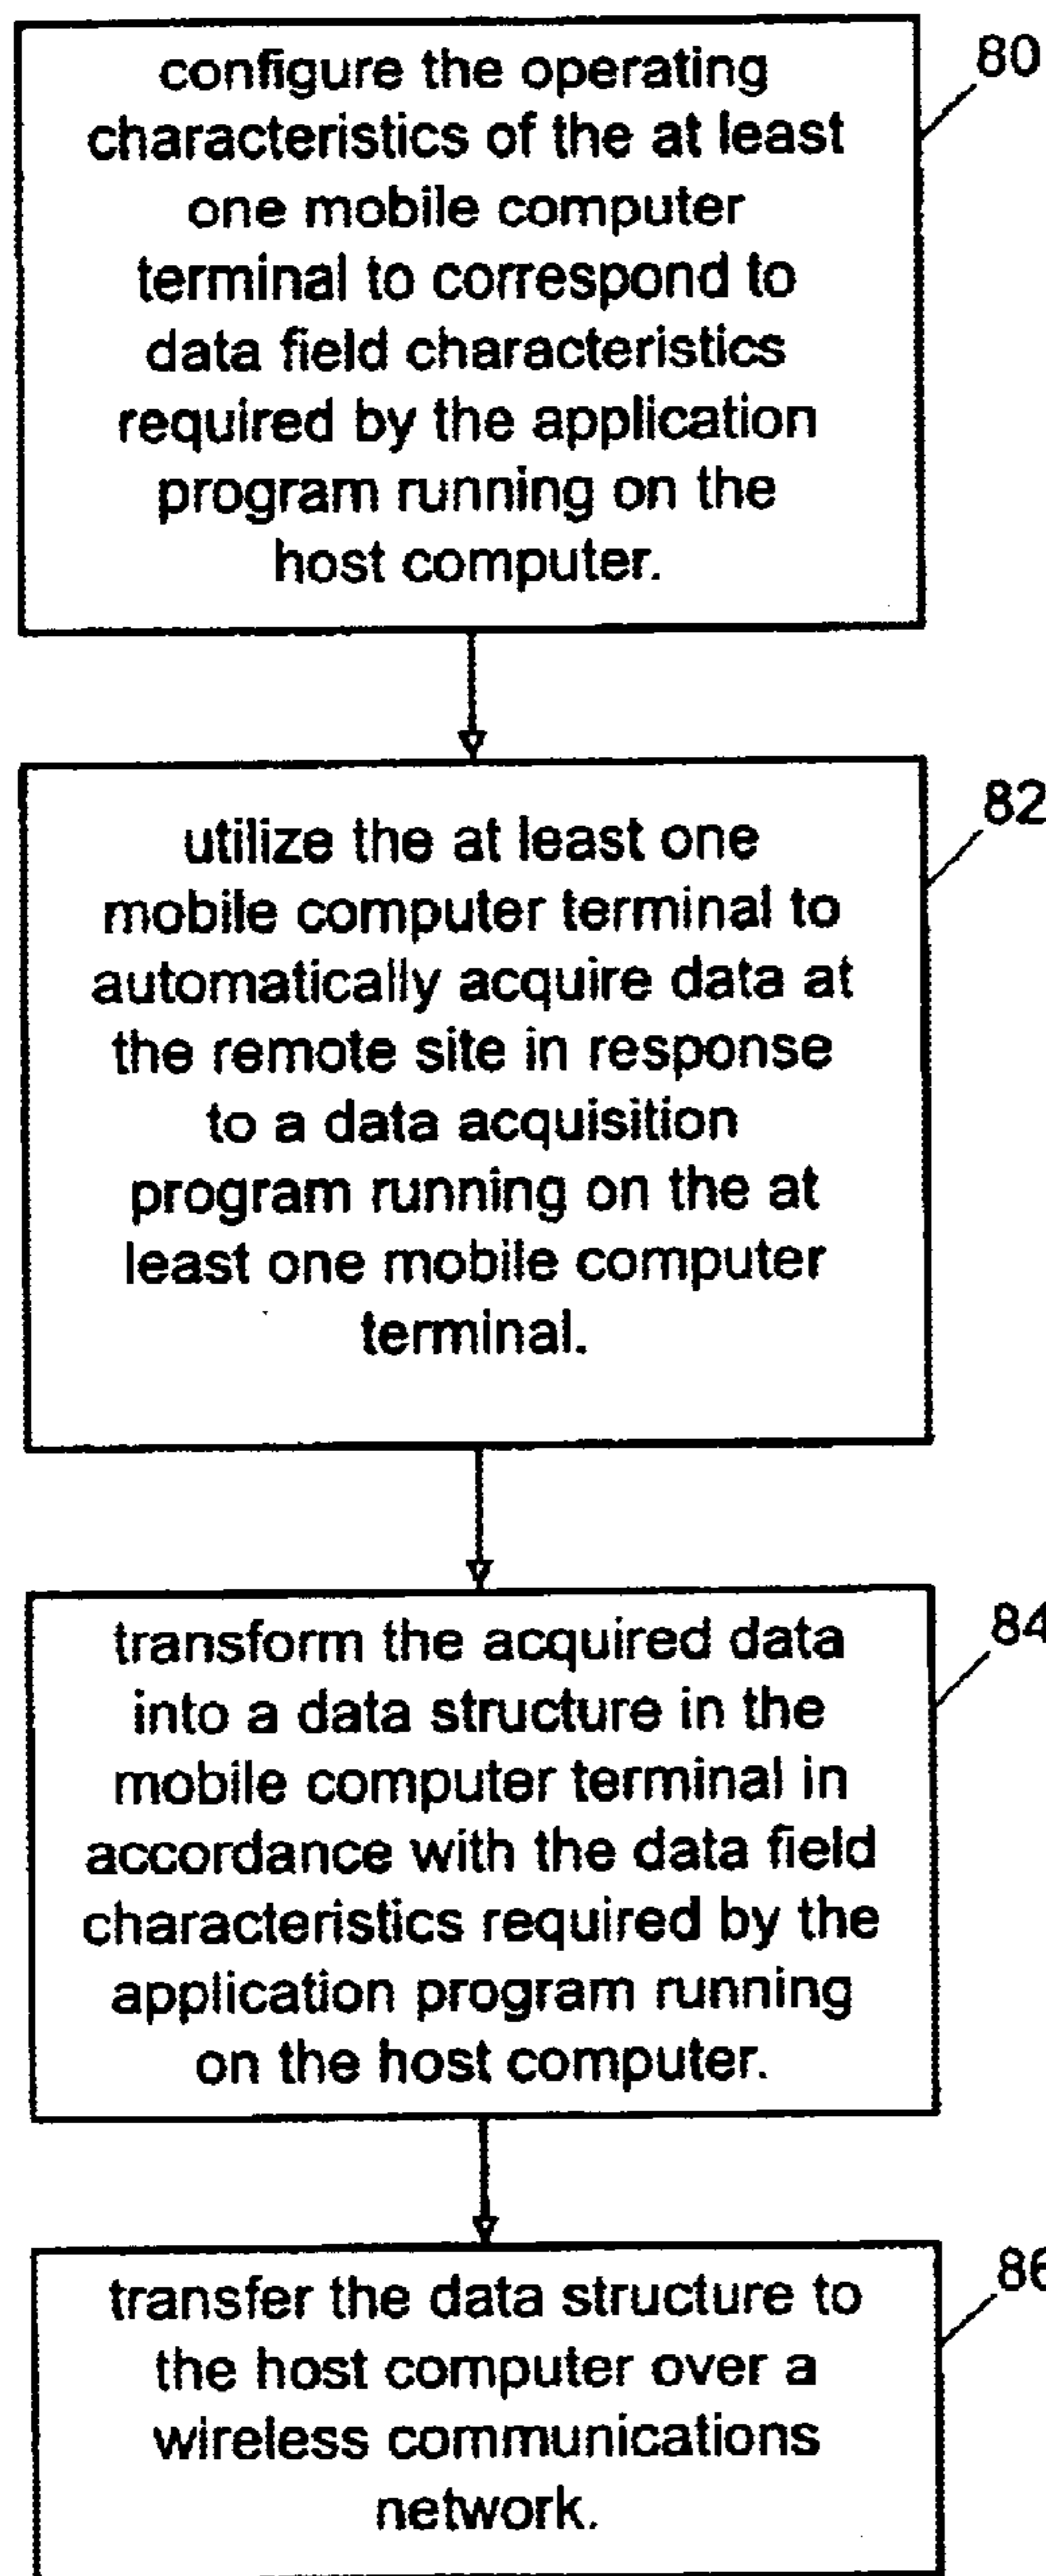 configure the operating
80
characteristics of the at least
one mobile computer
terminal to correspond to
data field characteristics
required by the application
program running on the
host computer.
utilize the at least one
82
mobile computer terminal to
automatically acquire data at
the remote site in response
to a data acquisition
program running on the at
least one mobile computer
terminal.
transform the acquired data
84
into a data structure in the
mobile computer terminal in
accordance with the data field
characteristics required by the
application program running
on the host computer.
transfer the data structure to
86
the host computer over a
wireless communications
network.